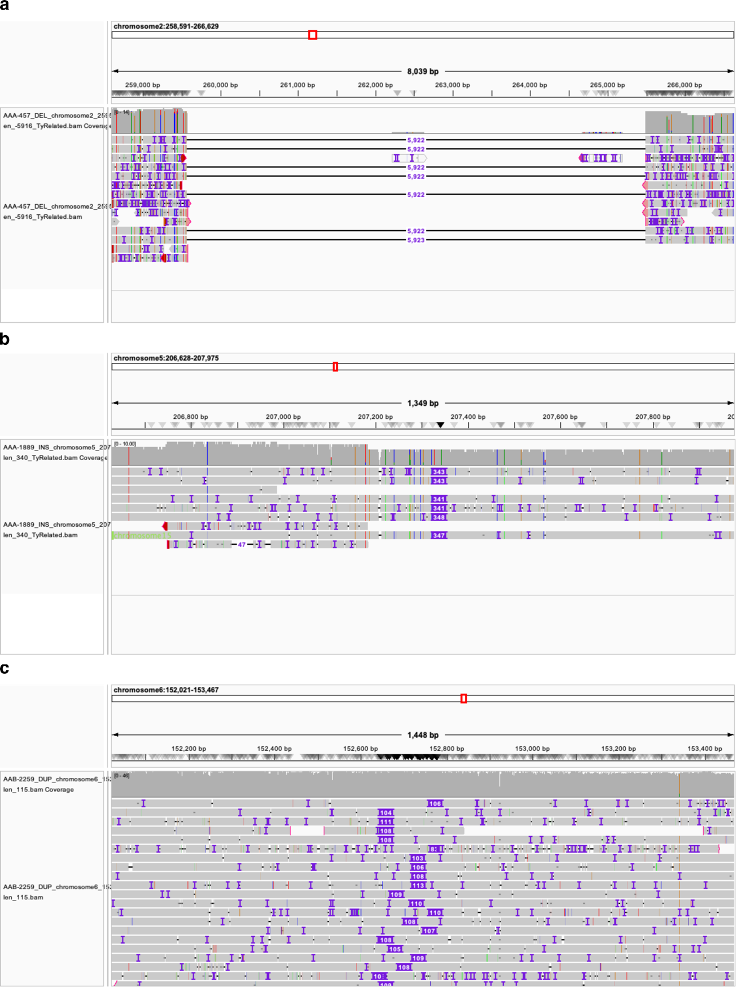 a
chromosome2:258,591-266,629
8,039 bp
259,000 bp 260,000 bp 261,000 bp 262,000 bp 263,000 bp 264,000 bp 265,000 bp 266,000 bp
AAA-457_DEL_chromosome2_2595
en_-5916_TyRelated.bam Coverage
[0 - 14]
5,922
5,922
5,922
5,922
5,922
AAA-457_DEL_chromosome2_2595
en_-5916_TyRelated.bam
5,922
5,923
b
chromosome5:206,628-207,975
1,349 bp
206,800 bp 207,000 bp 207,200 bp 207,400 bp 207,600 bp 207,800 bp 20
AAA-1889_INS_chromosome5_207
len_340_TyRelated.bam Coverage
[0 - 10.00]
343
343
341
341
348
AAA-1889_INS_chromosome5_207
len_340_TyRelated.bam
chromosome15
347
47
c
chromosome6:152,021-153,467
1,448 bp
152,200 bp 152,400 bp 152,600 bp 152,800 bp 153,000 bp 153,200 bp 153,400 bp
AAB-2259_DUP_chromosome6_152
len_115.bam Coverage
[0 - 46]
106
104
111
108
108
103
106
108
113
AAB-2259_DUP_chromosome6_152
len_115.bam
109
110
110
108
107
108
105
109
108
10
109